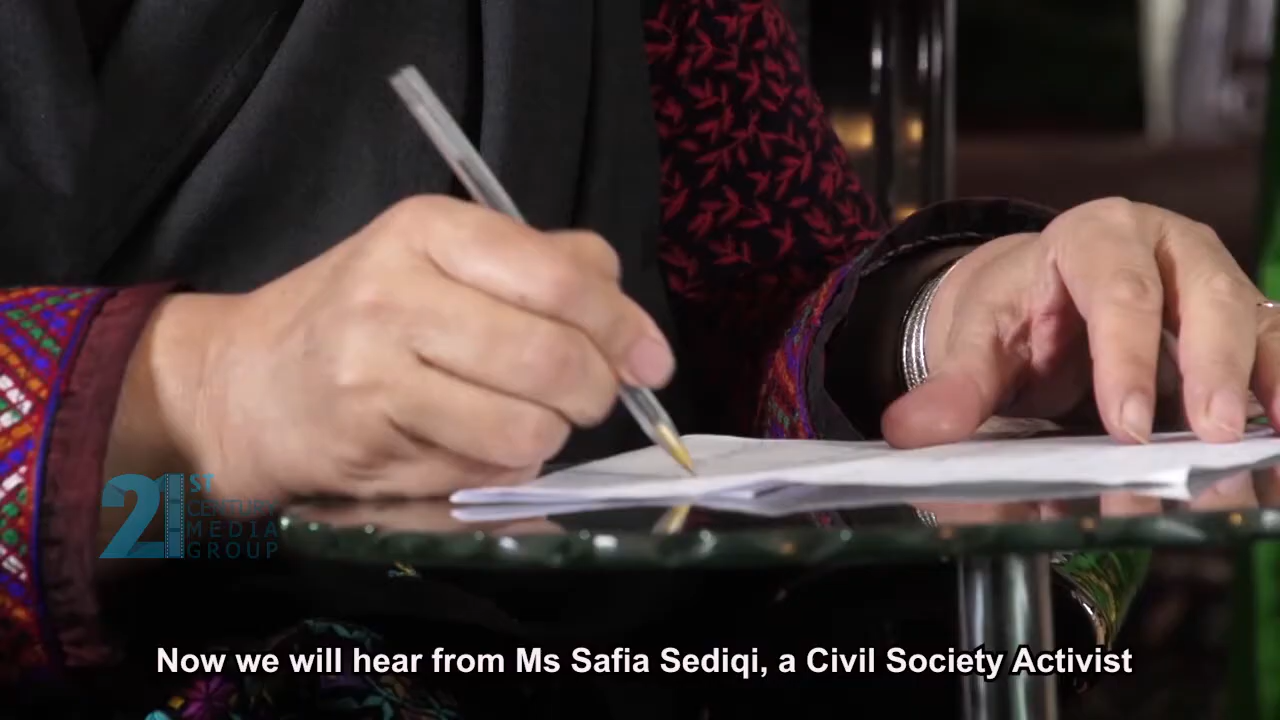 21ST
CENTURY
MEDIA
GROUP
Now we will hear from Ms Safia Sediqi, a Civil Society Activist